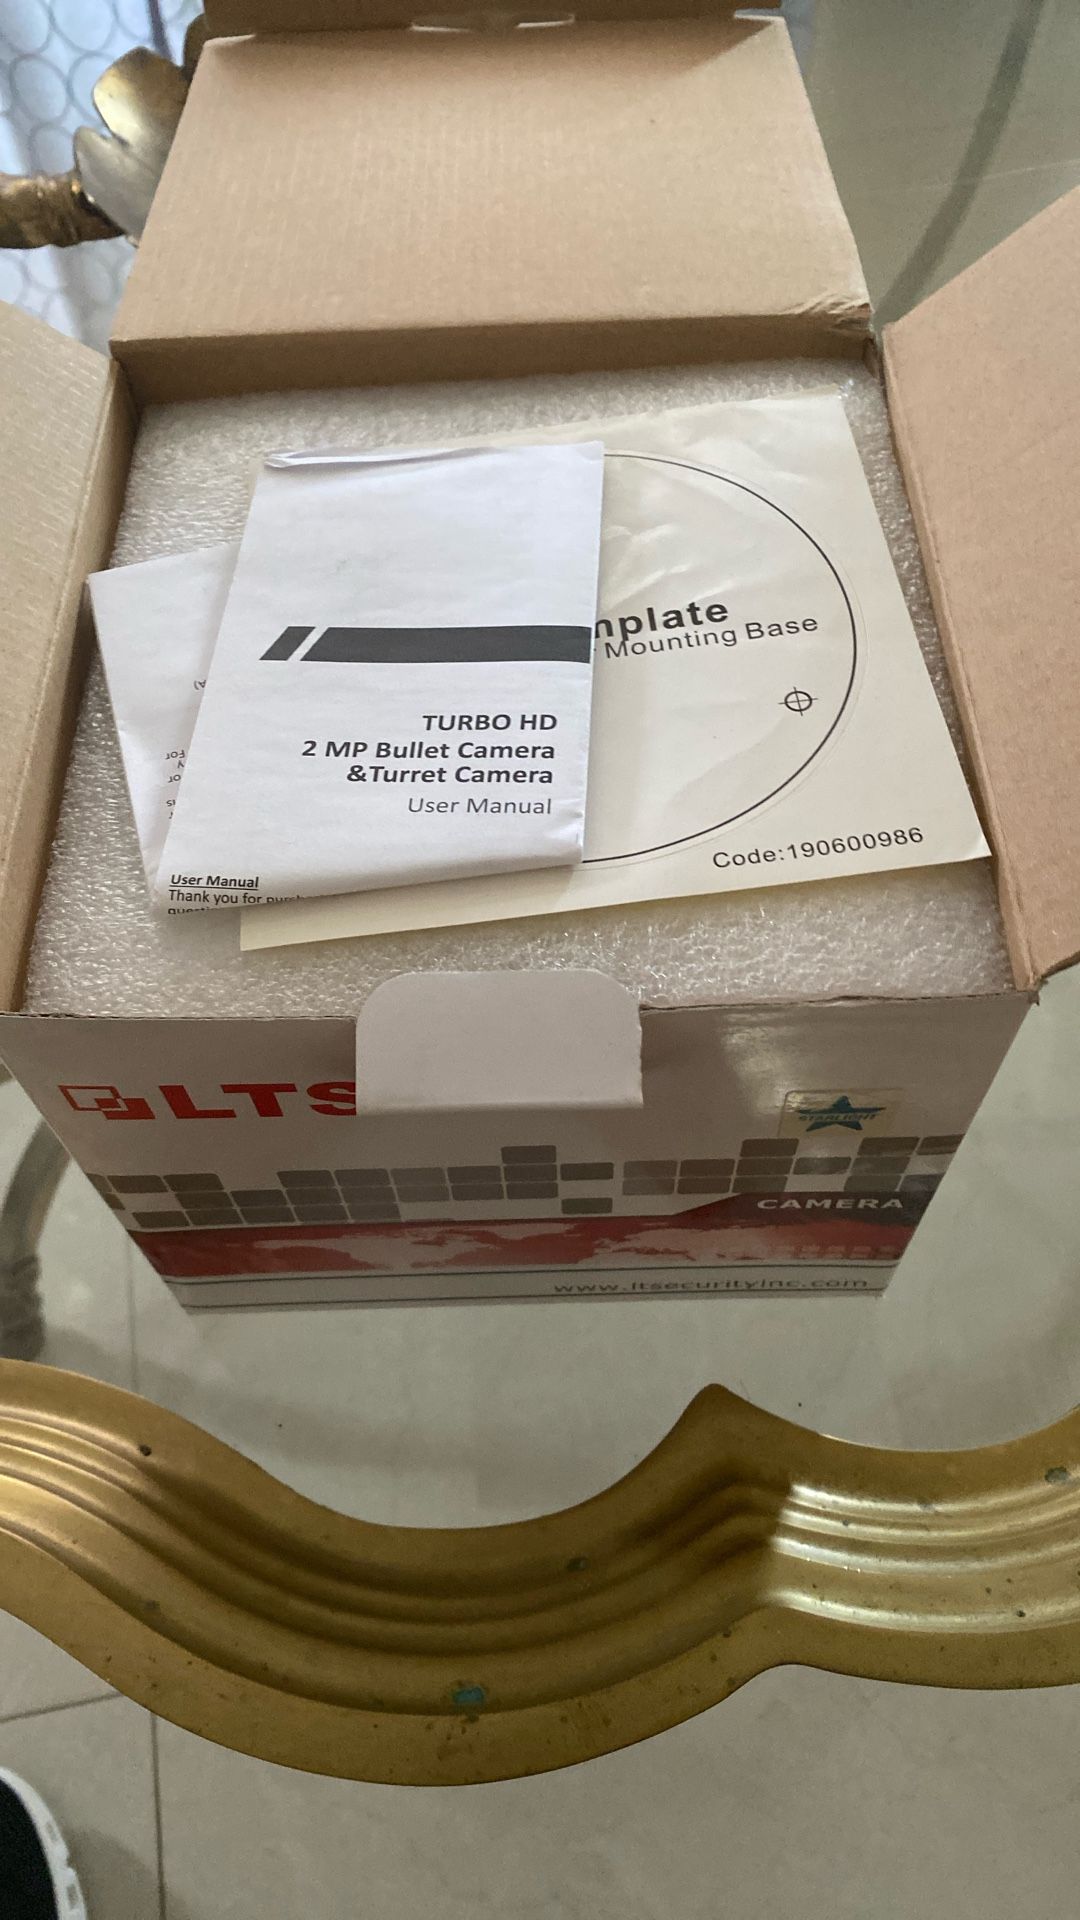 mplate
Mounting Base
TURBO HD
2 MP Bullet Camera
&Turret Camera
User Manual
Code:190600986
User Manual
Thank you for
LTS
STARLIGHT
CAMERA
www.ltsecurityinc.com